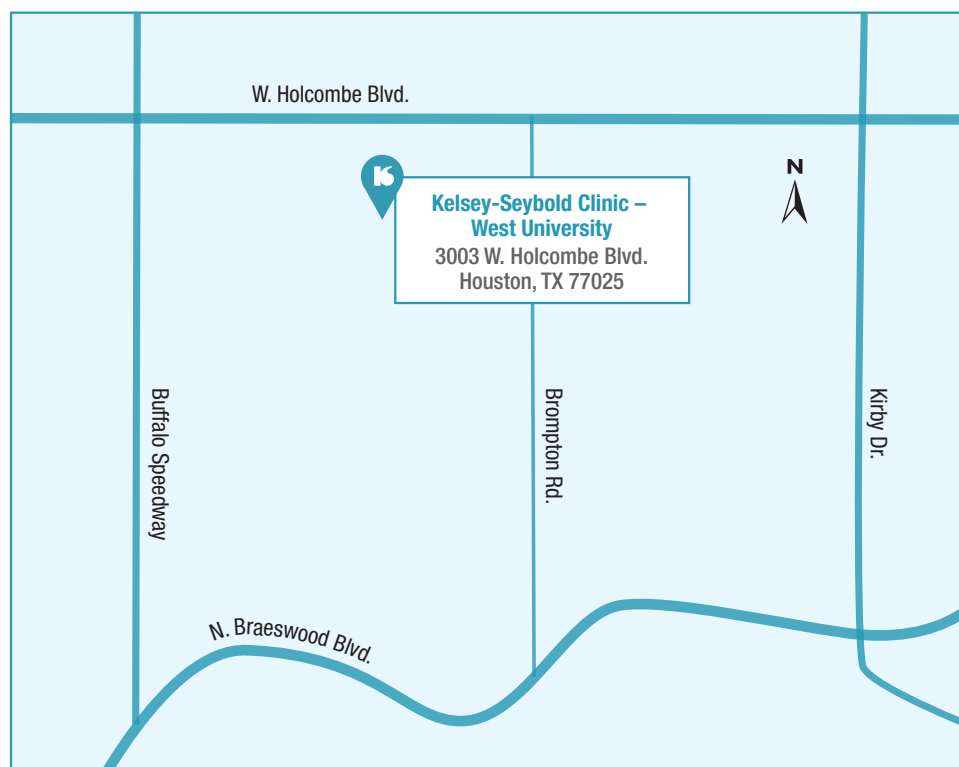 W. Holcombe Blvd.
N
Kelsey-Seybold Clinic –
West University
3003 W. Holcombe Blvd.
Houston, TX 77025
Buffalo Speedway
Brompton Rd.
Kirby Dr.
N. Braeswood Blvd.